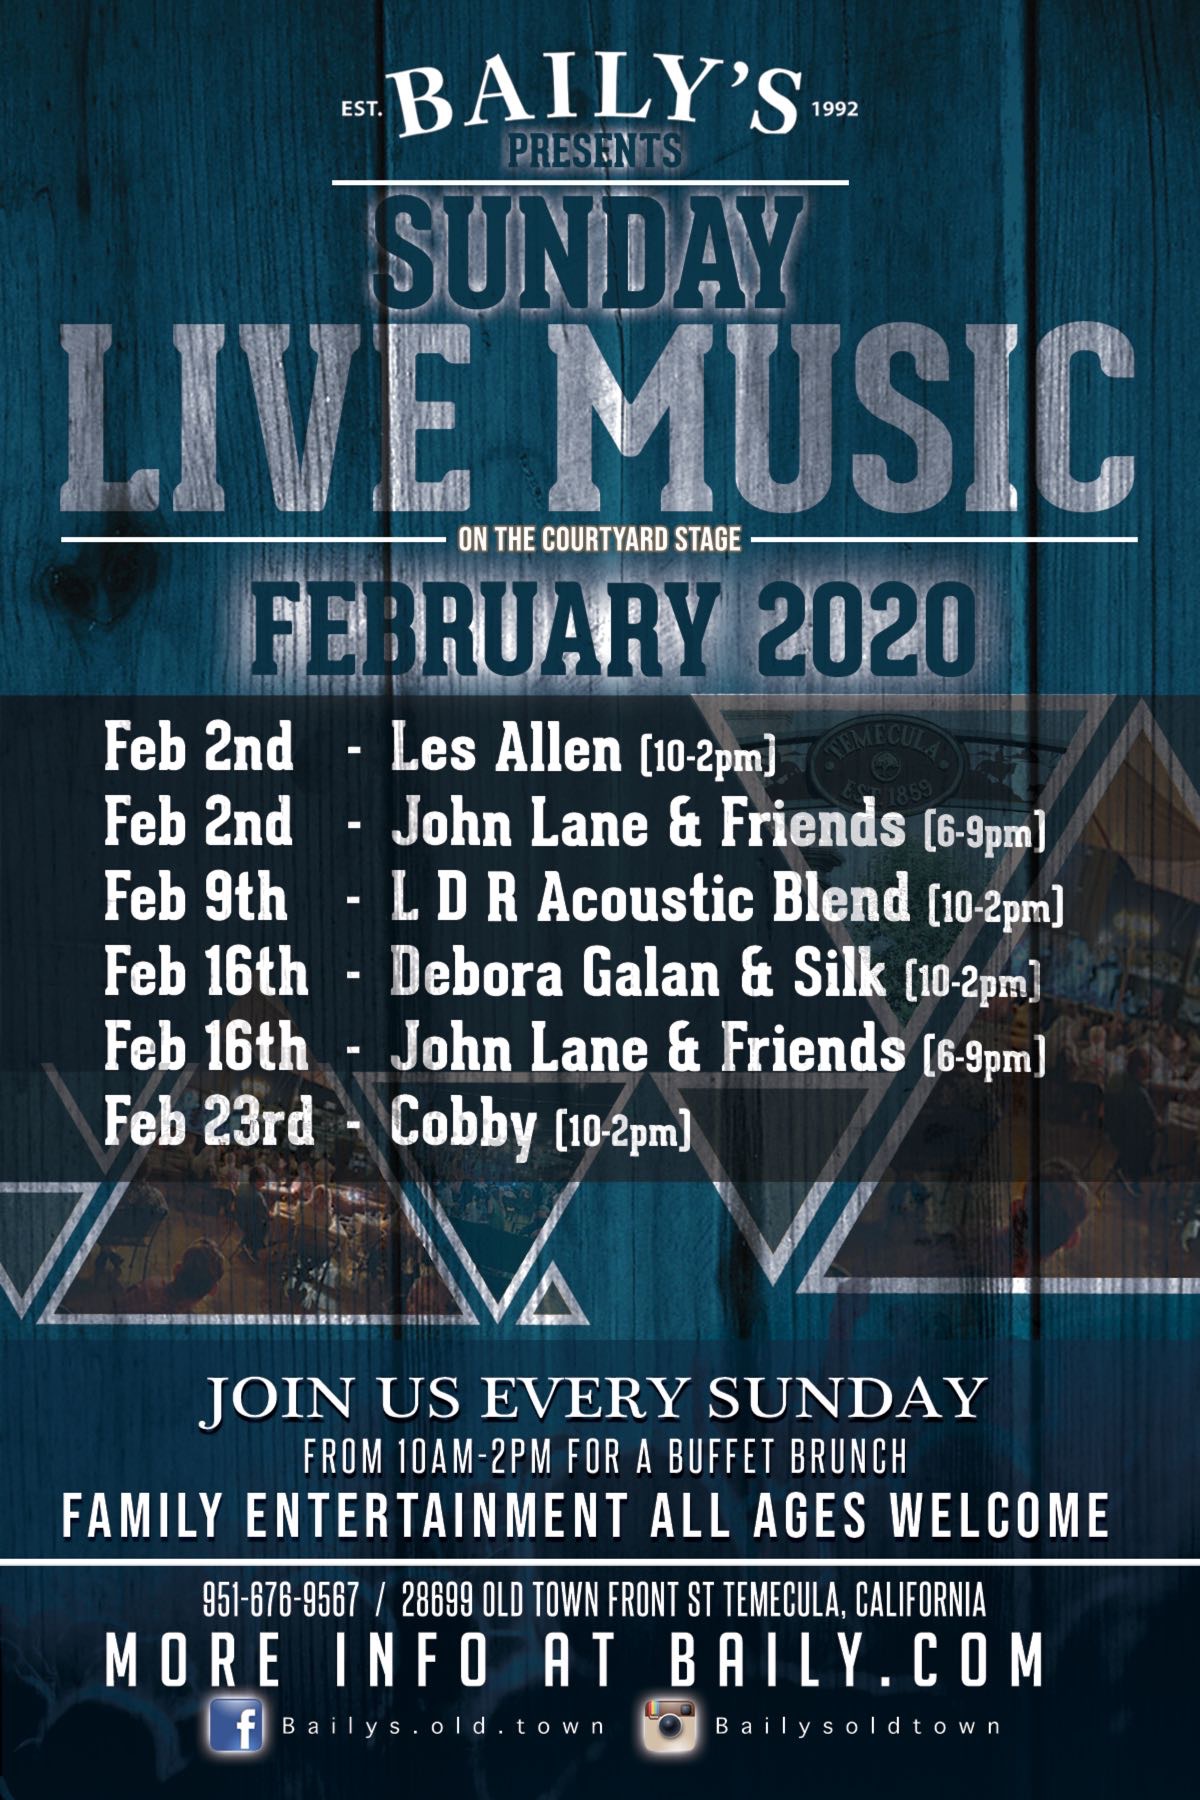 EST. BAILY'S 1992
PRESENTS
SUNDAY
LIVE MUSIC
ON THE COURTYARD STAGE
FEBRUARY 2020
TEMECULA
EST. 1859
Feb 2nd - Les Allen (10-2pm)
Feb 2nd - John Lane & Friends (6-9pm)
Feb 9th - L D R Acoustic Blend (10-2pm)
Feb 16th - Debora Galan & Silk (10-2pm)
Feb 16th - John Lane & Friends (6-9pm)
Feb 23rd - Cobby (10-2pm)
JOIN US EVERY SUNDAY
FROM 10AM-2PM FOR A BUFFET BRUNCH
FAMILY ENTERTAINMENT ALL AGES WELCOME
951-676-9567 / 28699 OLD TOWN FRONT ST TEMECULA, CALIFORNIA
MORE INFO AT BAILY.COM
f Bailys.old.town Bailysoldtown